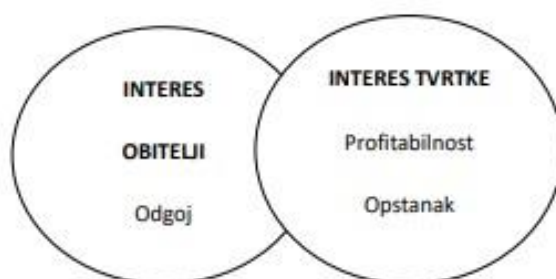 INTERES
OBITELJI
Odgoj
INTERES TVRTKE
Profitabilnost
Opstanak